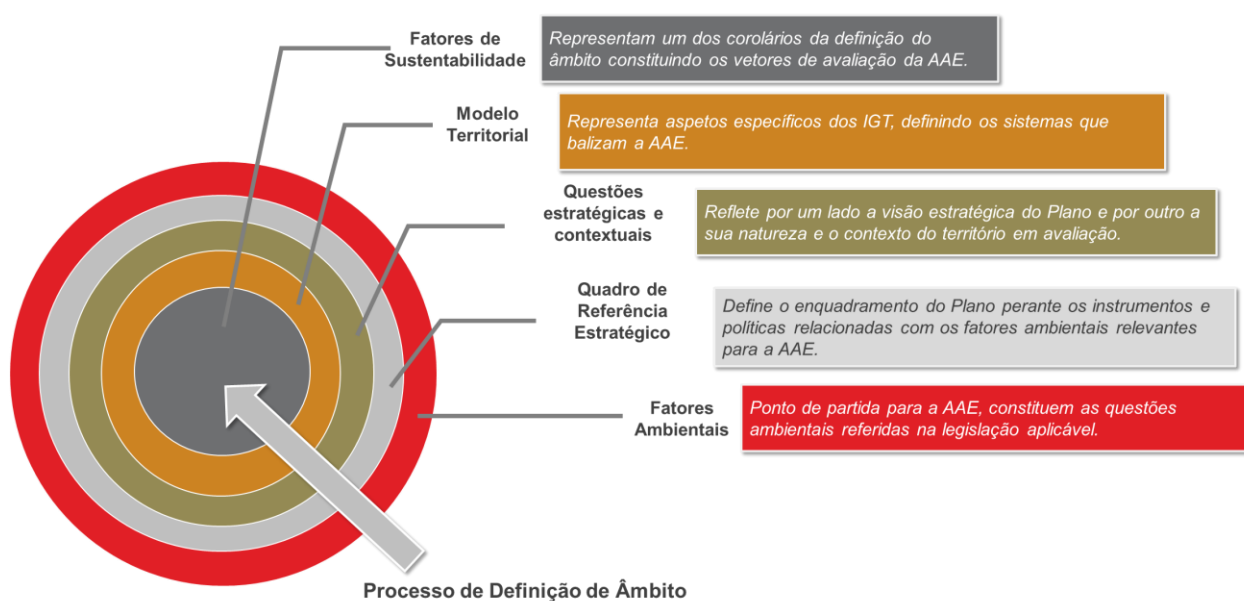 Fatores de
Sustentabilidade
Representam um dos corolários da definição do
âmbito constituindo os vetores de avaliação da AAE.
Modelo
Territorial
Representa aspetos específicos dos IGT, definindo os sistemas que
balizam a AAE.
Questões
estratégicas e
contextuais
Reflete por um lado a visão estratégica do Plano e por outro a
sua natureza e o contexto do território em avaliação.
Quadro de
Referência
Estratégico
Define o enquadramento do Plano perante os instrumentos e
políticas relacionadas com os fatores ambientais relevantes
para a AAE.
Fatores
Ambientais
Ponto de partida para a AAE, constituem as questões
ambientais referidas na legislação aplicável.
Processo de Definição de Âmbito